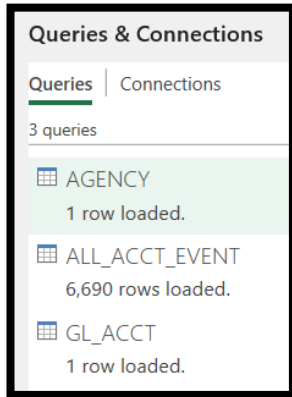 Queries & Connections
Queries | Connections
3 queries
AGENCY
1 row loaded.
ALL_ACCT_EVENT
6,690 rows loaded.
GL_ACCT
1 row loaded.